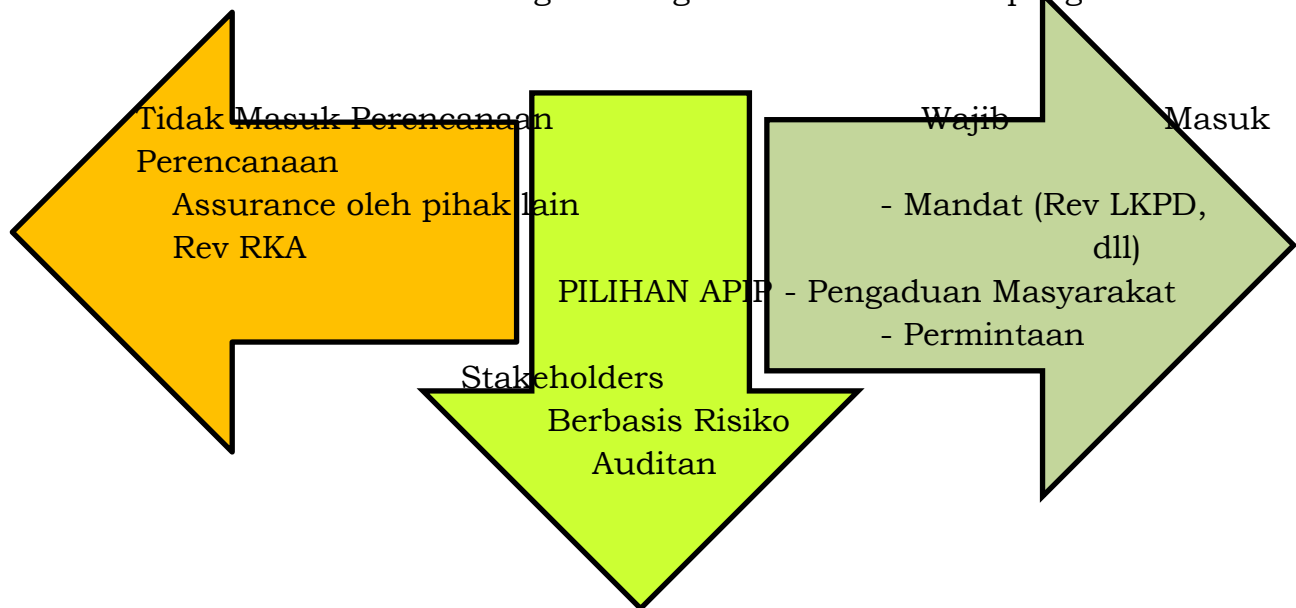 Tidak Masuk Perencanaan Wajib Masuk
Perencanaan
Assurance oleh pihak lain - Mandat (Rev LKPD,
Rev RKA dll)
PILIHAN APIP - Pengaduan Masyarakat
- Permintaan
Stakeholders
Berbasis Risiko
Auditan